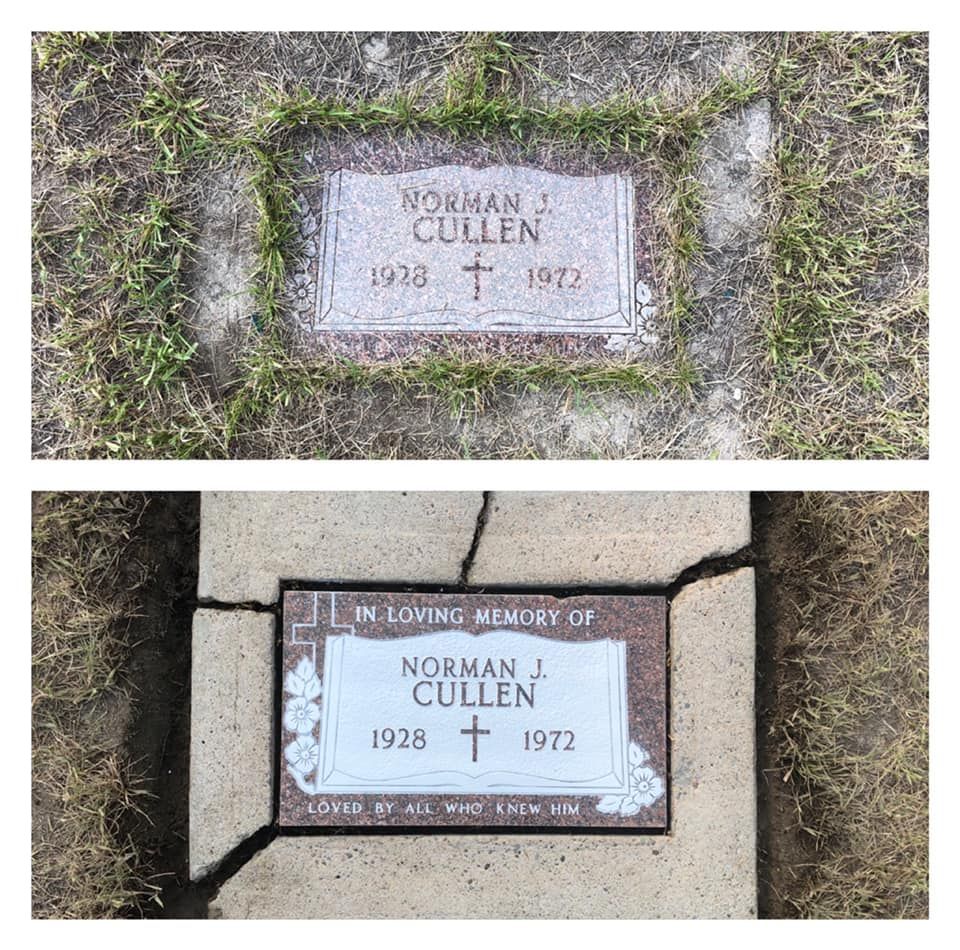 NORMAN J.
CULLEN
1928 1972
IN LOVING MEMORY OF
NORMAN J.
CULLEN
1928 1972
LOVED BY ALL WHO KNEW HIM